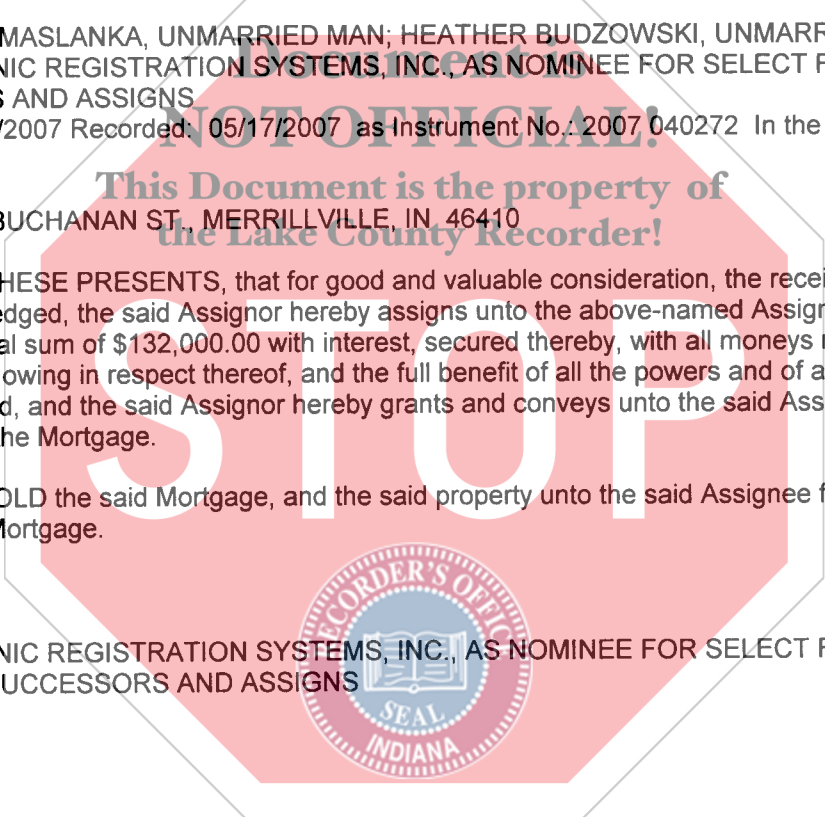 MASLANKA, UNMARRIED MAN; HEATHER BUDZOWSKI, UNMARR
NIC REGISTRATION SYSTEMS, INC., AS NOMINEE FOR SELECT F
Document is
S AND ASSIGNS
NOT OFFICIAL!
/2007 Recorded: 05/17/2007 as Instrument No.: 2007 040272 In the
This Document is the property of
BUCHANAN ST., MERRILLVILLE, IN 46410
the Lake County Recorder!
HESE PRESENTS, that for good and valuable consideration, the recei
edged, the said Assignor hereby assigns unto the above-named Assign
al sum of $132,000.00 with interest, secured thereby, with all moneys
owing in respect thereof, and the full benefit of all the powers and of a
d, and the said Assignor hereby grants and conveys unto the said Ass
he Mortgage.
STOP
OLD the said Mortgage, and the said property unto the said Assignee f
Mortgage.
RECORDER'S OFFIC
NIC REGISTRATION SYSTEMS, INC., AS NOMINEE FOR SELECT F
UCCESSORS AND ASSIGNS
SEAL
INDIANA